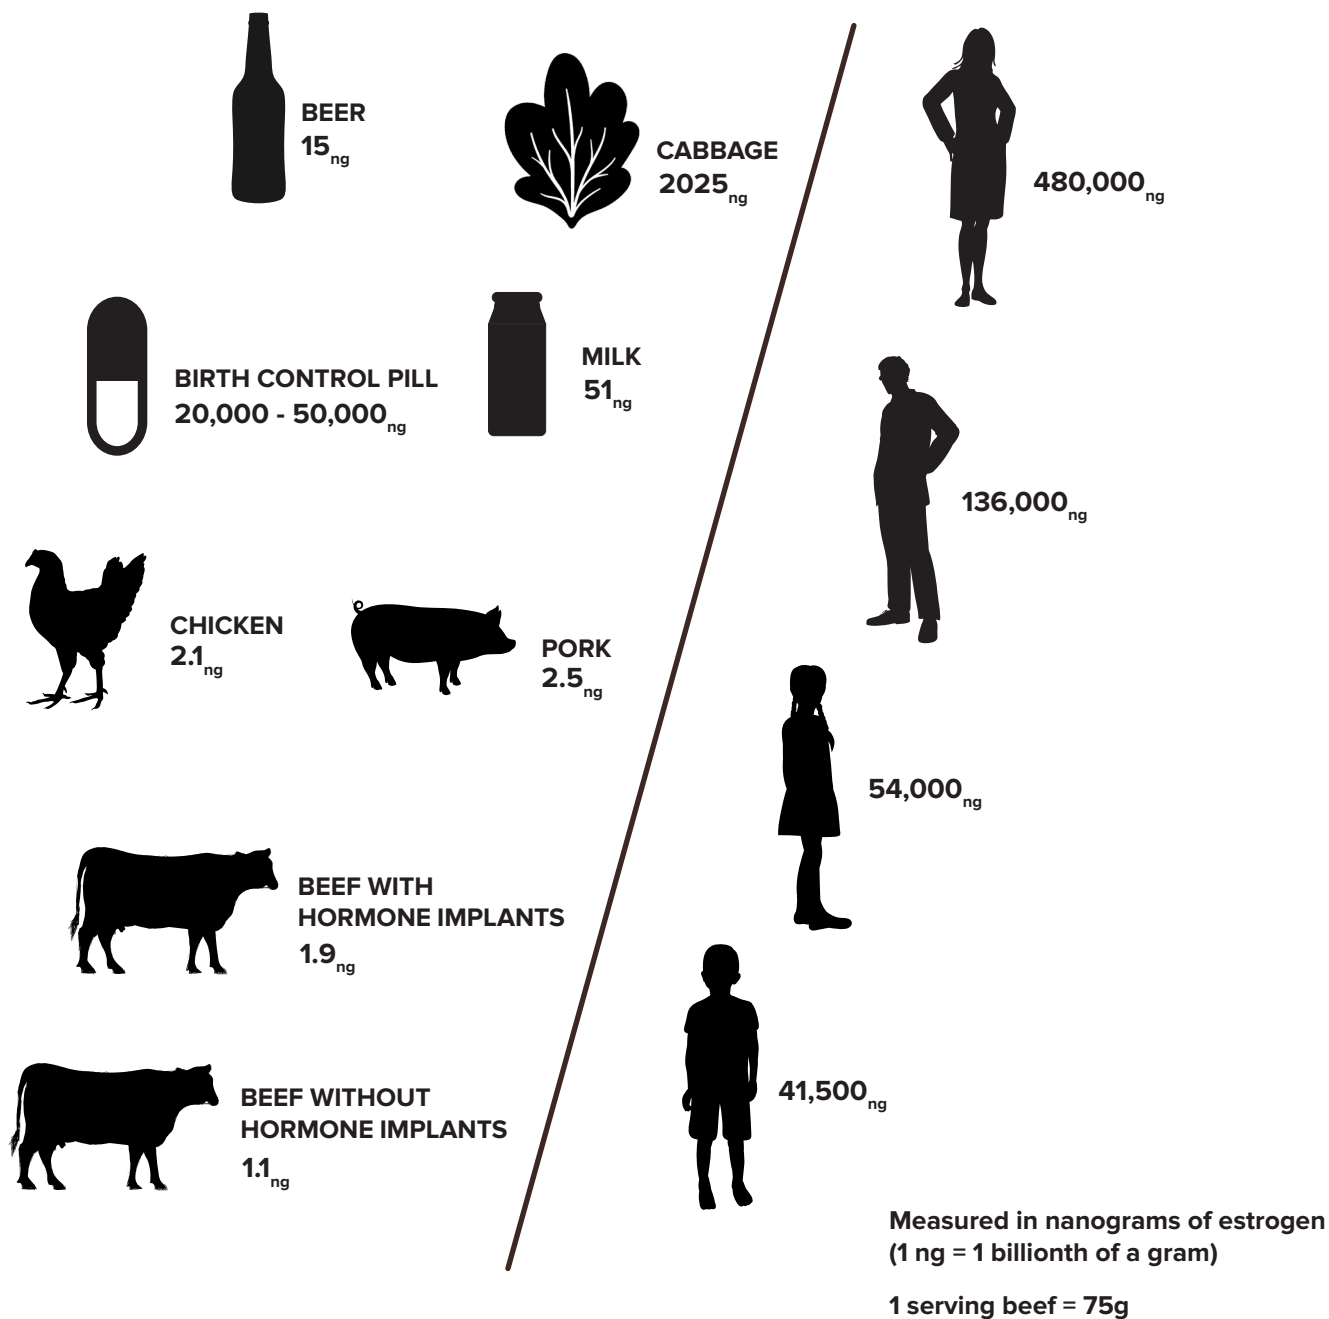 BEER
15ng
CABBAGE
2025ng
BIRTH CONTROL PILL
20,000 - 50,000ng
MILK
51ng
CHICKEN
2.1ng
PORK
2.5ng
BEEF WITH
HORMONE IMPLANTS
1.9ng
BEEF WITHOUT
HORMONE IMPLANTS
1.1ng
480,000ng
136,000ng
54,000ng
41,500ng
Measured in nanograms of estrogen
(1 ng = 1 billionth of a gram)
1 serving beef = 75g